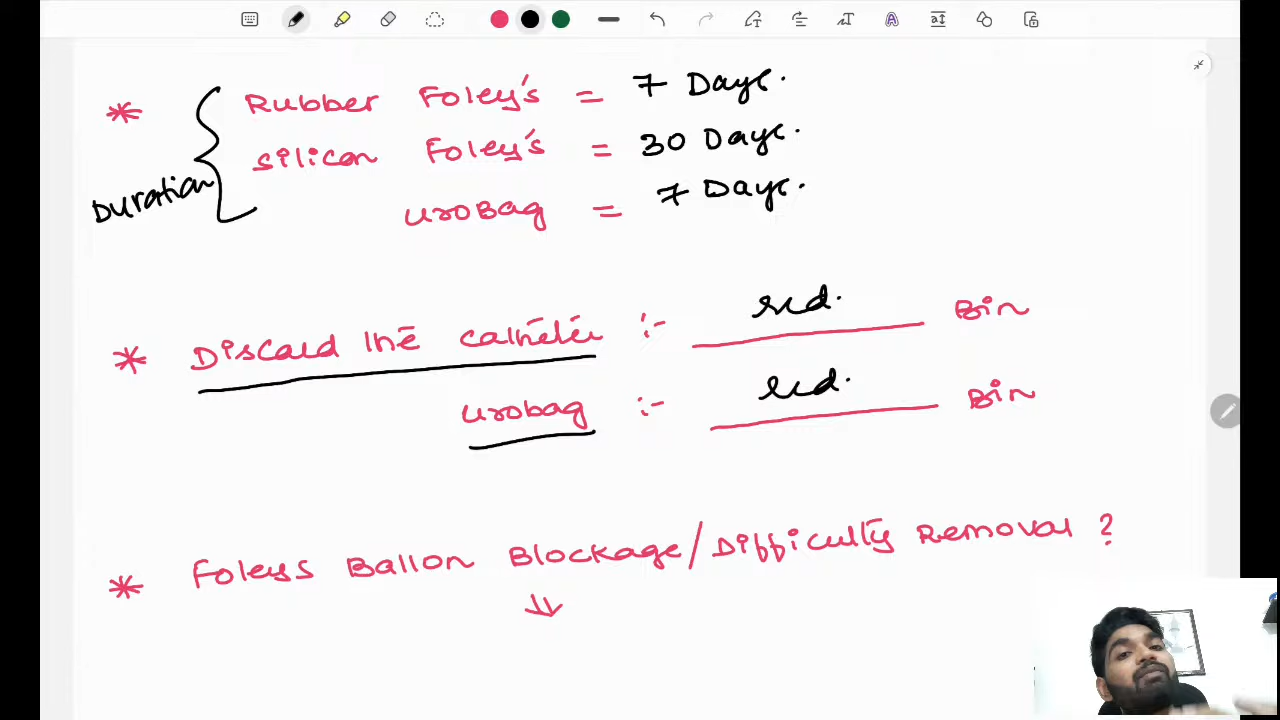 * Rubber Foley's = 7 Days.
Duration silicon Foley's = 30 Days.
uroBag = 7 Days.
* Discard the catheter :- red. Bin
urobag :- red. Bin
* Foleys Ballon Blockage/Difficulty Removal ?